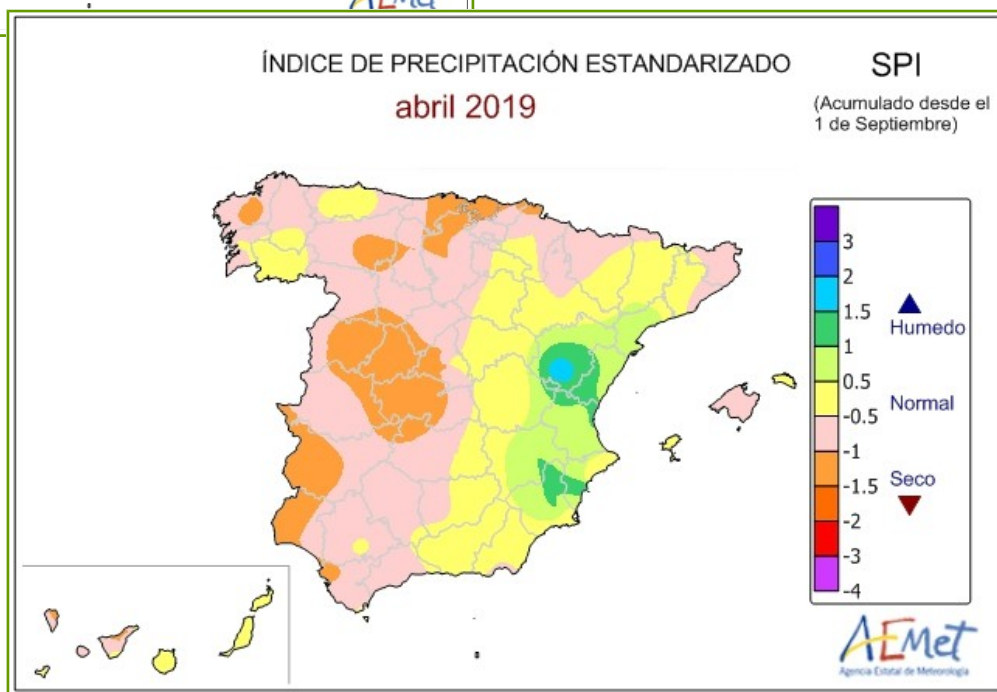 AEMet
ÍNDICE DE PRECIPITACIÓN ESTANDARIZADO
abril 2019
SPI
(Acumulado desde el
1 de Septiembre)
3
2
1.5
1
0.5
-0.5
-1
-1.5
-2
-3
-4
Humedo
Normal
Seco
AEMet
Agencia Estatal de Meteorología